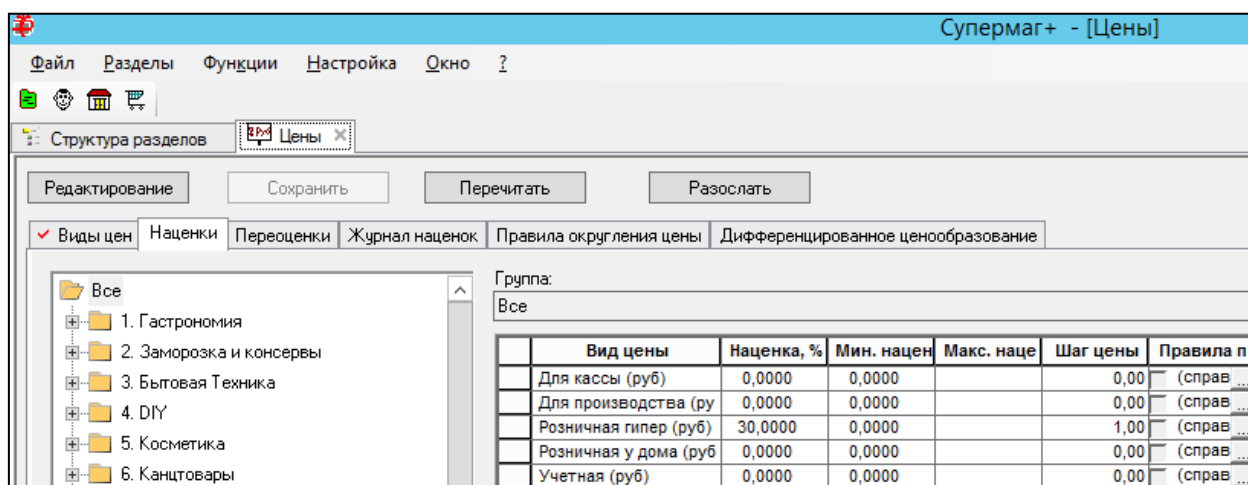 Супермаг+ - [Цены]
Файл Разделы Функции Настройка Окно ?
Структура разделов Цены
Редактирование Сохранить Перечитать Разослать
Виды цен Наценки Переоценки Журнал наценок Правила округления цены Дифференцированное ценообразование
Группа:
Все
Все
1. Гастрономия
2. Заморозка и консервы
3. Бытовая Техника
4. DIY
5. Косметика
6. Канцтовары
Вид цены Наценка, % Мин. нацен Макс. наце Шаг цены Правила п
Для кассы (руб) 0,0000 0,0000 0,00 (справ ...
Для производства (ру 0,0000 0,0000 0,00 (справ ...
Розничная гипер (руб) 30,0000 0,0000 1,00 (справ ...
Розничная у дома (руб 0,0000 0,0000 0,00 (справ ...
Учетная (руб) 0,0000 0,0000 0,00 (справ ...